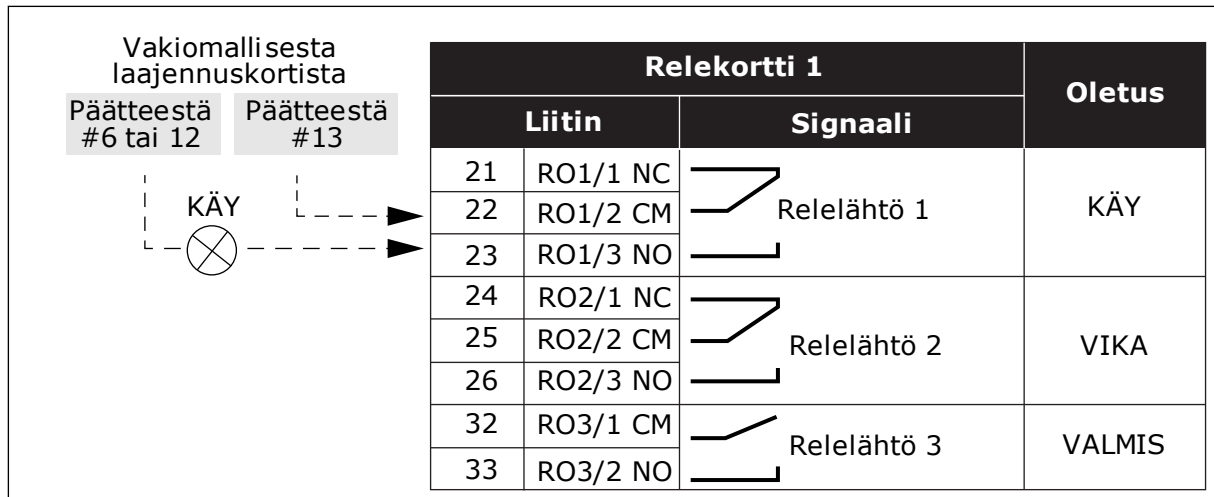 Vakiomallisesta
laajennuskortista
Päätteestä
#6 tai 12
Päätteestä
#13
KÄY
Relekortti 1
Oletus
Liitin
Signaali
21
RO1/1 NC
22
RO1/2 CM
23
RO1/3 NO
Relelähtö 1
KÄY
24
RO2/1 NC
25
RO2/2 CM
26
RO2/3 NO
Relelähtö 2
VIKA
32
RO3/1 CM
33
RO3/2 NO
Relelähtö 3
VALMIS